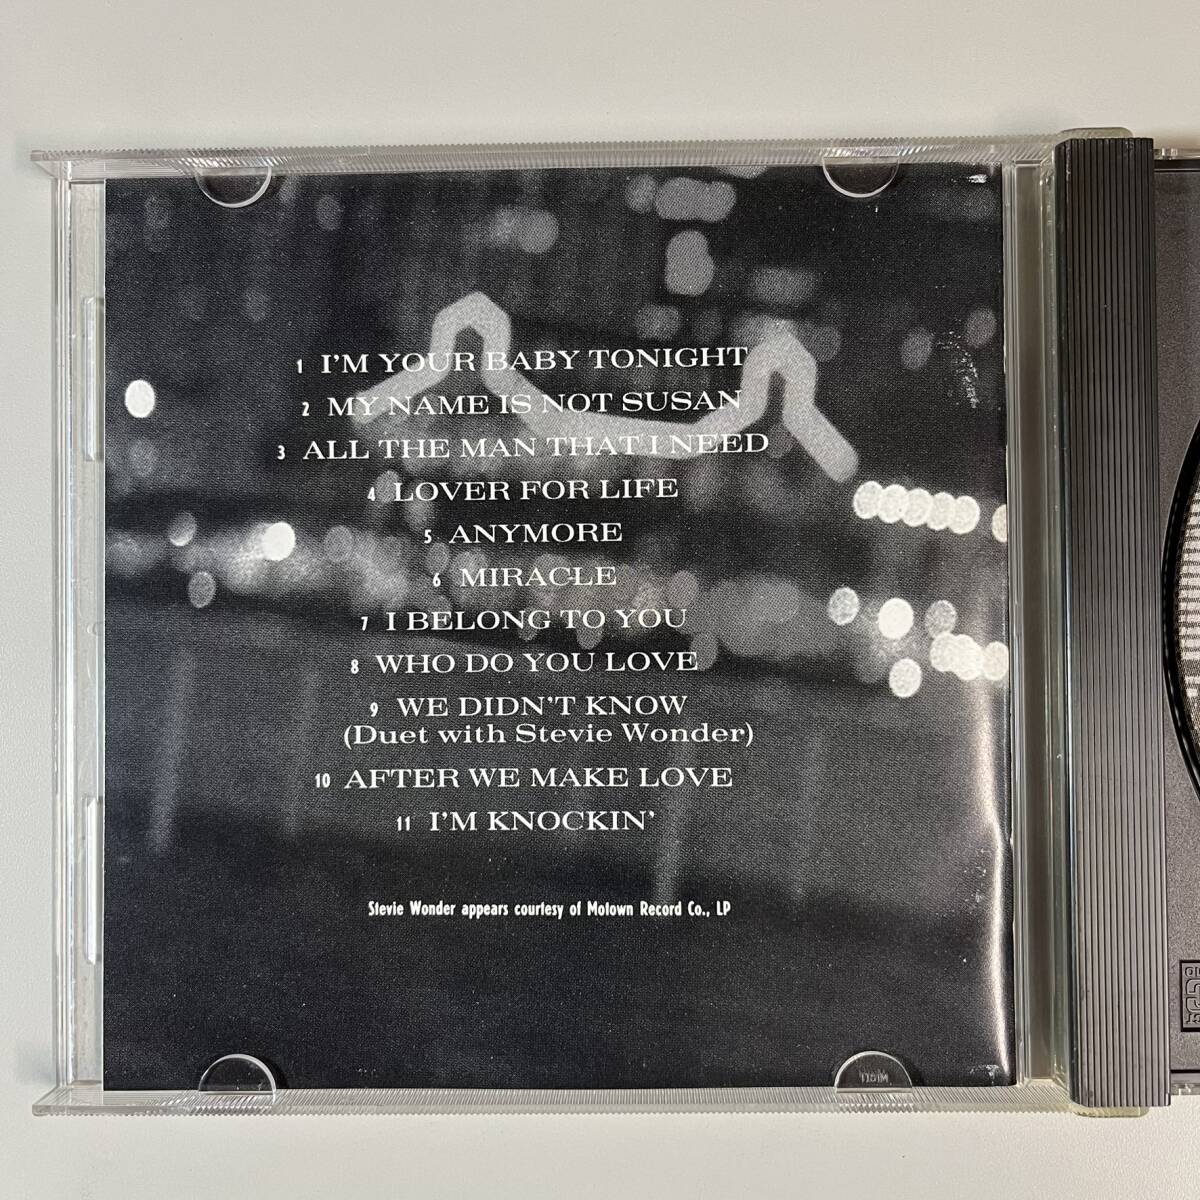 1 I'M YOUR BABY TONIGHT
2 MY NAME IS NOT SUSAN
3 ALL THE MAN THAT I NEED
4 LOVER FOR LIFE
5 ANYMORE
6 MIRACLE
7 I BELONG TO YOU
8 WHO DO YOU LOVE
9 WE DIDN'T KNOW
(Duet with Stevie Wonder)
10 AFTER WE MAKE LOVE
11 I'M KNOCKIN'
Stevie Wonder appears courtesy of Motown Record Co., LP